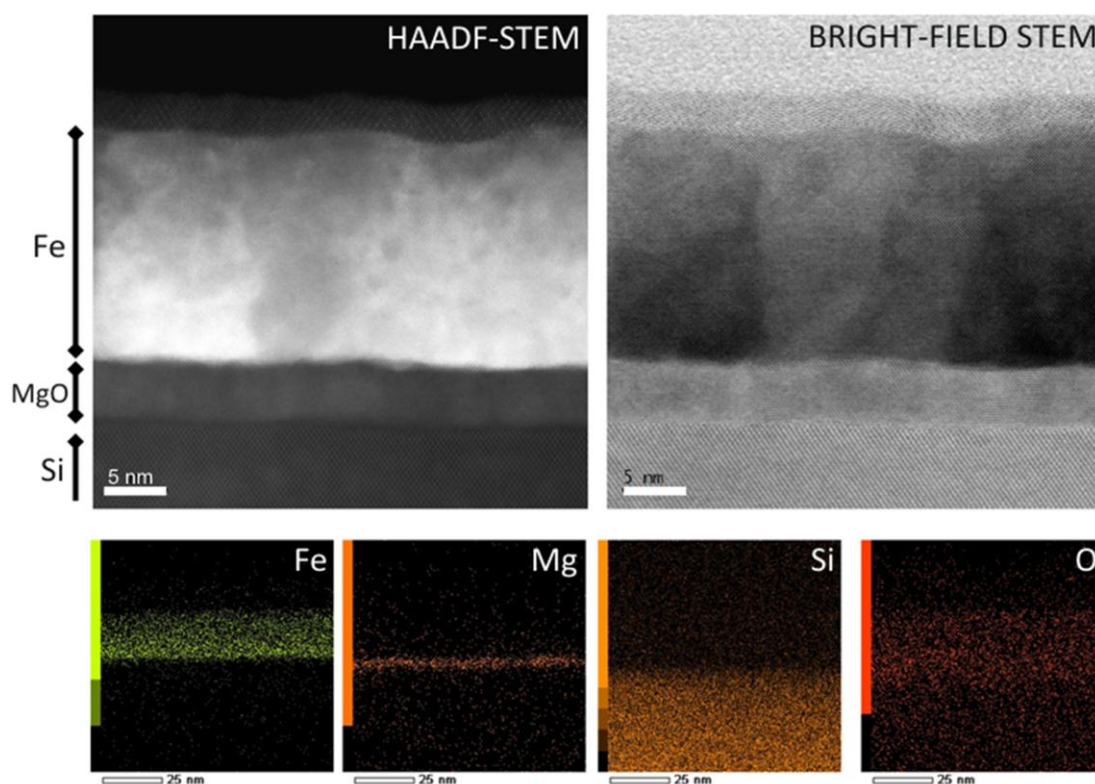 HAADF-STEM
BRIGHT-FIELD STEM
Fe
MgO
Si
5 nm
5 nm
Fe
Mg
Si
O
25 nm
25 nm
25 nm
25 nm